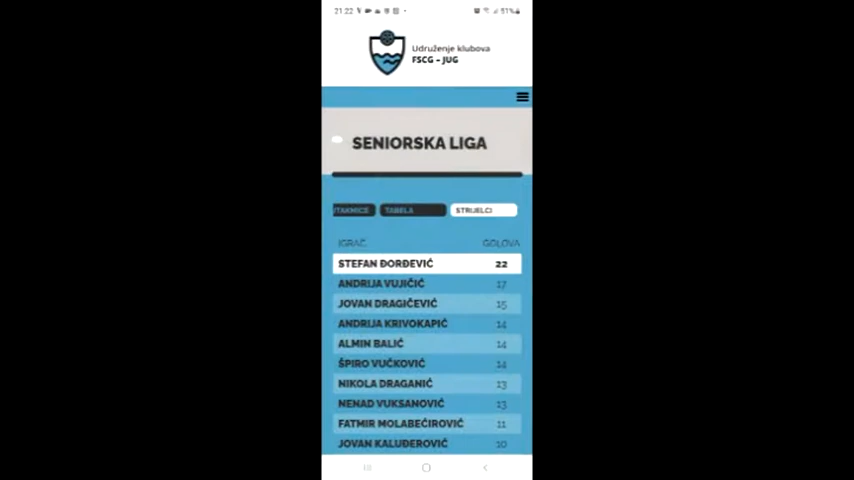 21.22
51%
Udruženje klubova
FSCG – JUG
SENIORSKA LIGA
UTAKMICE TABELA STRIJELCI
IGRAČ GOLOVA
STEFAN ĐORĐEVIĆ 22
ANDRIJA VUJIČIĆ 17
JOVAN DRAGIČEVIĆ 15
ANDRIJA KRIVOKAPIĆ 14
ALMIN BALIĆ 14
ŠPIRO VUČKOVIĆ 14
NIKOLA DRAGANIĆ 13
NENAD VUKSANOVIĆ 13
FATMIR MOLABEĆIROVIĆ 11
JOVAN KALUĐEROVIĆ 10